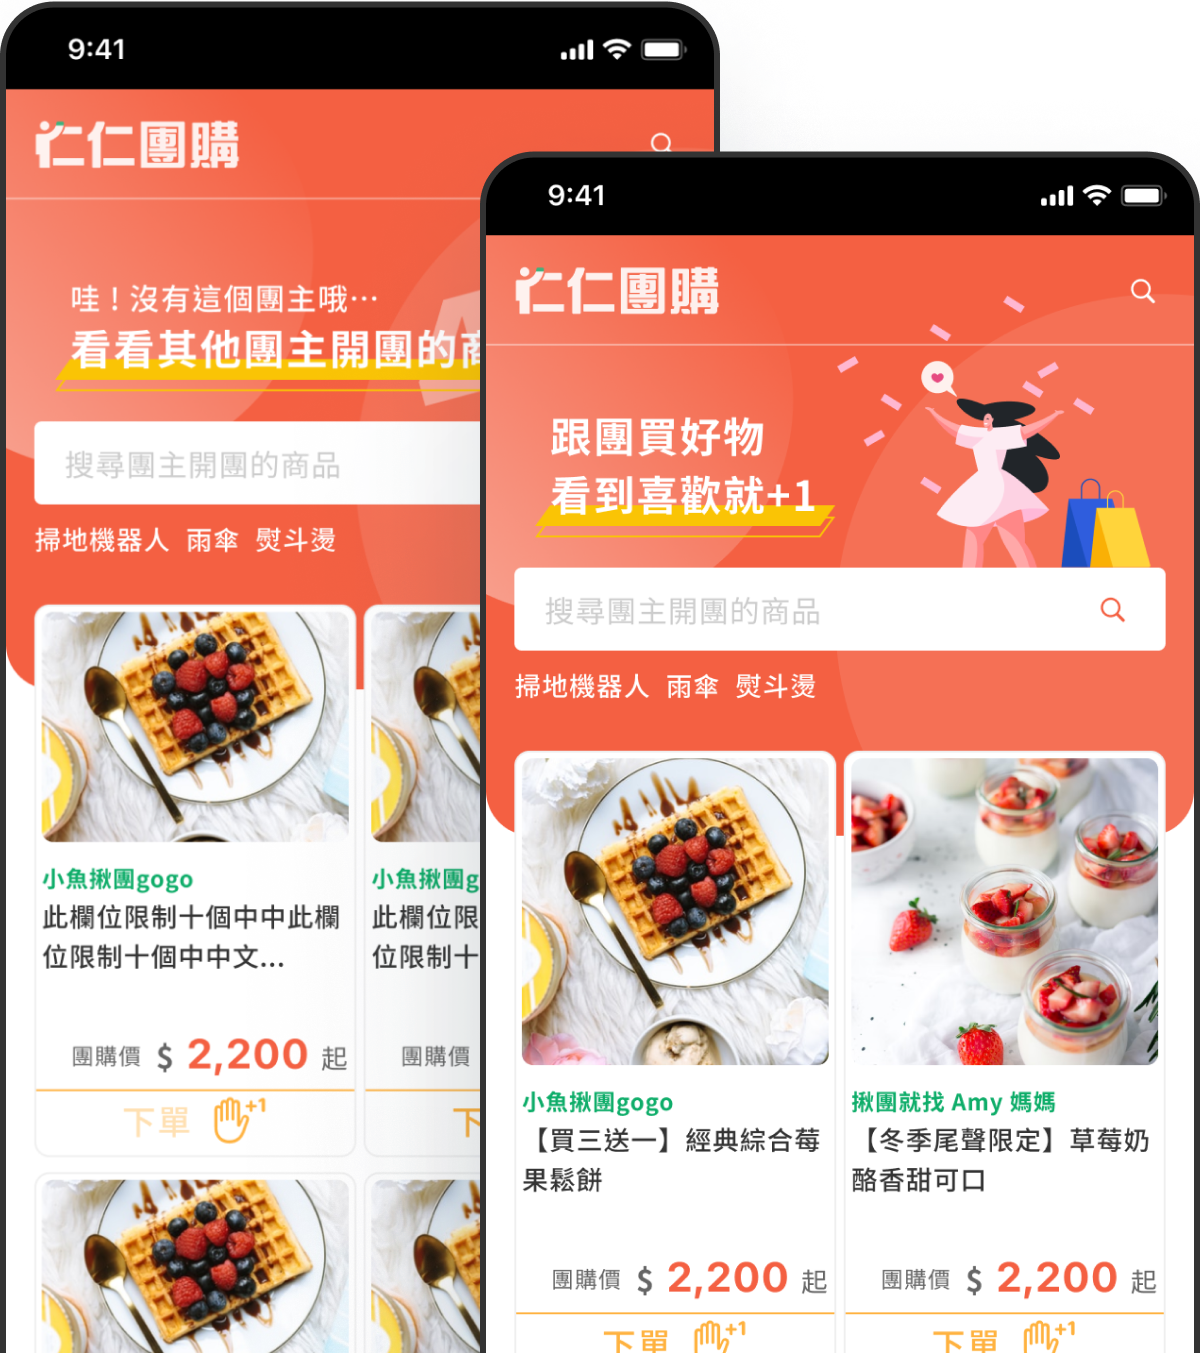 9:41
仁仁團購
哇！沒有這個團主哦…
看看其他團主開團的商
搜尋團主開團的商品
掃地機器人 雨傘 熨斗燙
小魚揪團gogo
此欄位限制十個中中此欄
位限制十個中中文...
團購價 $ 2,200 起
下單 +1
小魚揪團g
此欄位限
位限制十
團購價
下
9:41
仁仁團購
跟團買好物
看到喜歡就+1
搜尋團主開團的商品
掃地機器人 雨傘 熨斗燙
小魚揪團gogo
【買三送一】經典綜合莓
果鬆餅
團購價 $ 2,200 起
下單 +1
揪團就找 Amy 媽媽
【冬季尾聲限定】草莓奶
酪香甜可口
團購價 $ 2,200 起
下單 +1